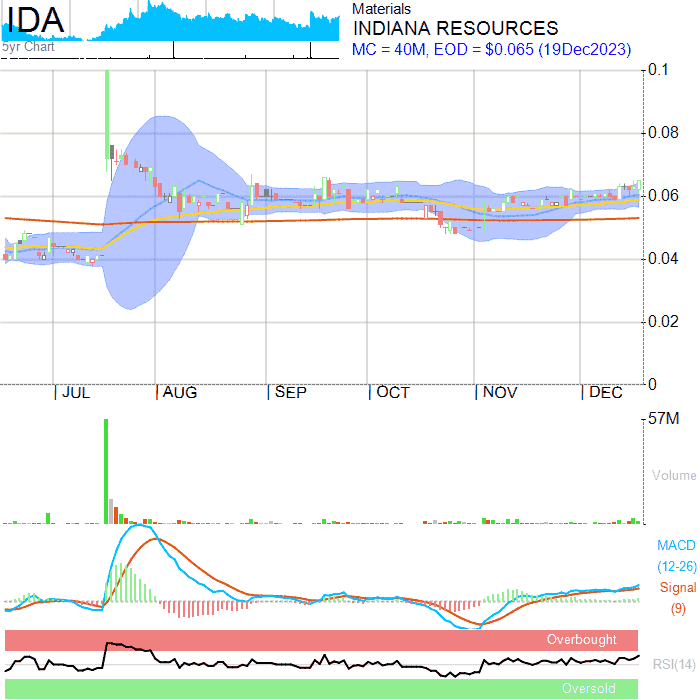 IDA
5yr Chart
Materials
INDIANA RESOURCES
MC = 40M, EOD = $0.065 (19Dec2023)
0.1
0.08
0.06
0.04
0.02
0
JUL AUG SEP OCT NOV DEC
57M
Volume
MACD
(12-26)
Signal
(9)
Overbought
RSI(14)
Oversold